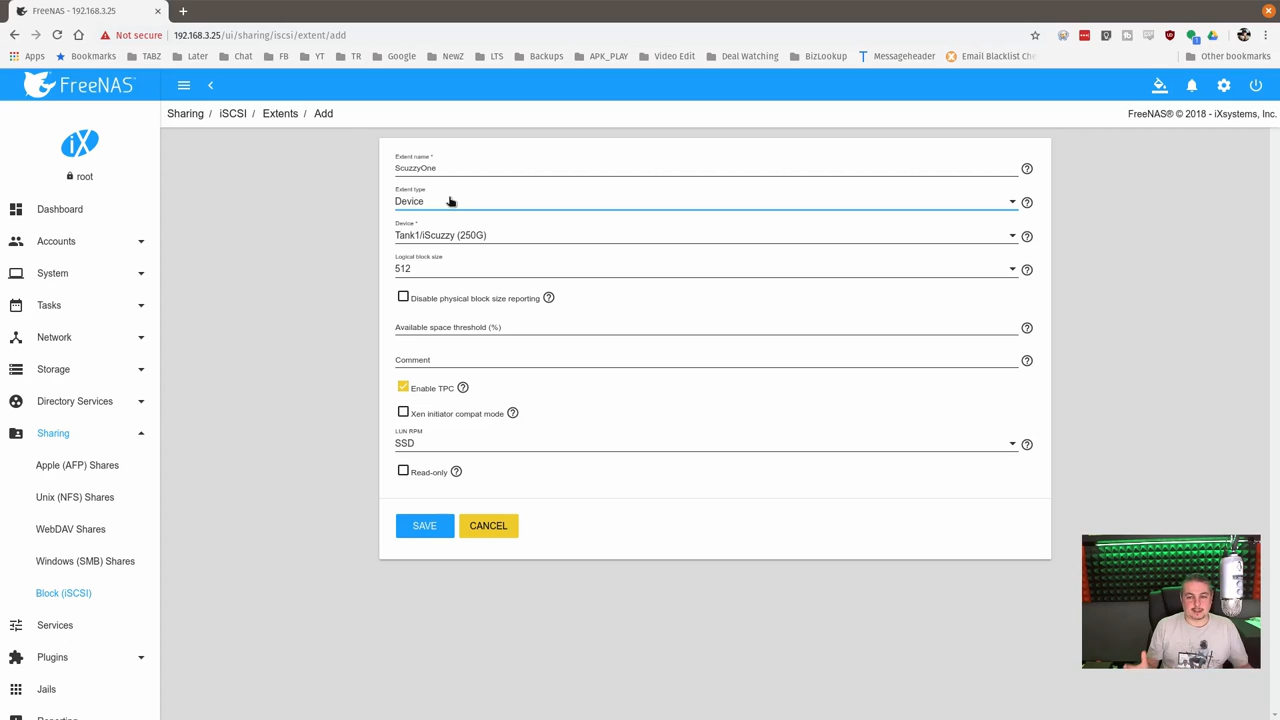 FreeNAS - 192.168.3.25
Not secure
192.168.3.25/ui/sharing/iscsi/extent/add
Apps
Bookmarks
TABZ
Later
Chat
FB
YT
TR
Google
NewZ
LTS
Backups
APK_PLAY
Video Edit
Deal Watching
BizLookup
Messageheader
Email Blacklist Che
Other bookmarks
FreeNAS
Sharing / iSCSI / Extents / Add
FreeNAS® © 2018 - iXsystems, Inc.
iX
root
Dashboard
Accounts
System
Tasks
Network
Storage
Directory Services
Sharing
Apple (AFP) Shares
Unix (NFS) Shares
WebDAV Shares
Windows (SMB) Shares
Block (iSCSI)
Services
Plugins
Jails
Reporting
Extent name *
ScuzzyOne
Extent type
Device
Device *
Tank1/iScuzzy (250G)
Logical block size
512
Disable physical block size reporting
Available space threshold (%)
Comment
Enable TPC
Xen initiator compat mode
LUN RPM
SSD
Read-only
SAVE
CANCEL